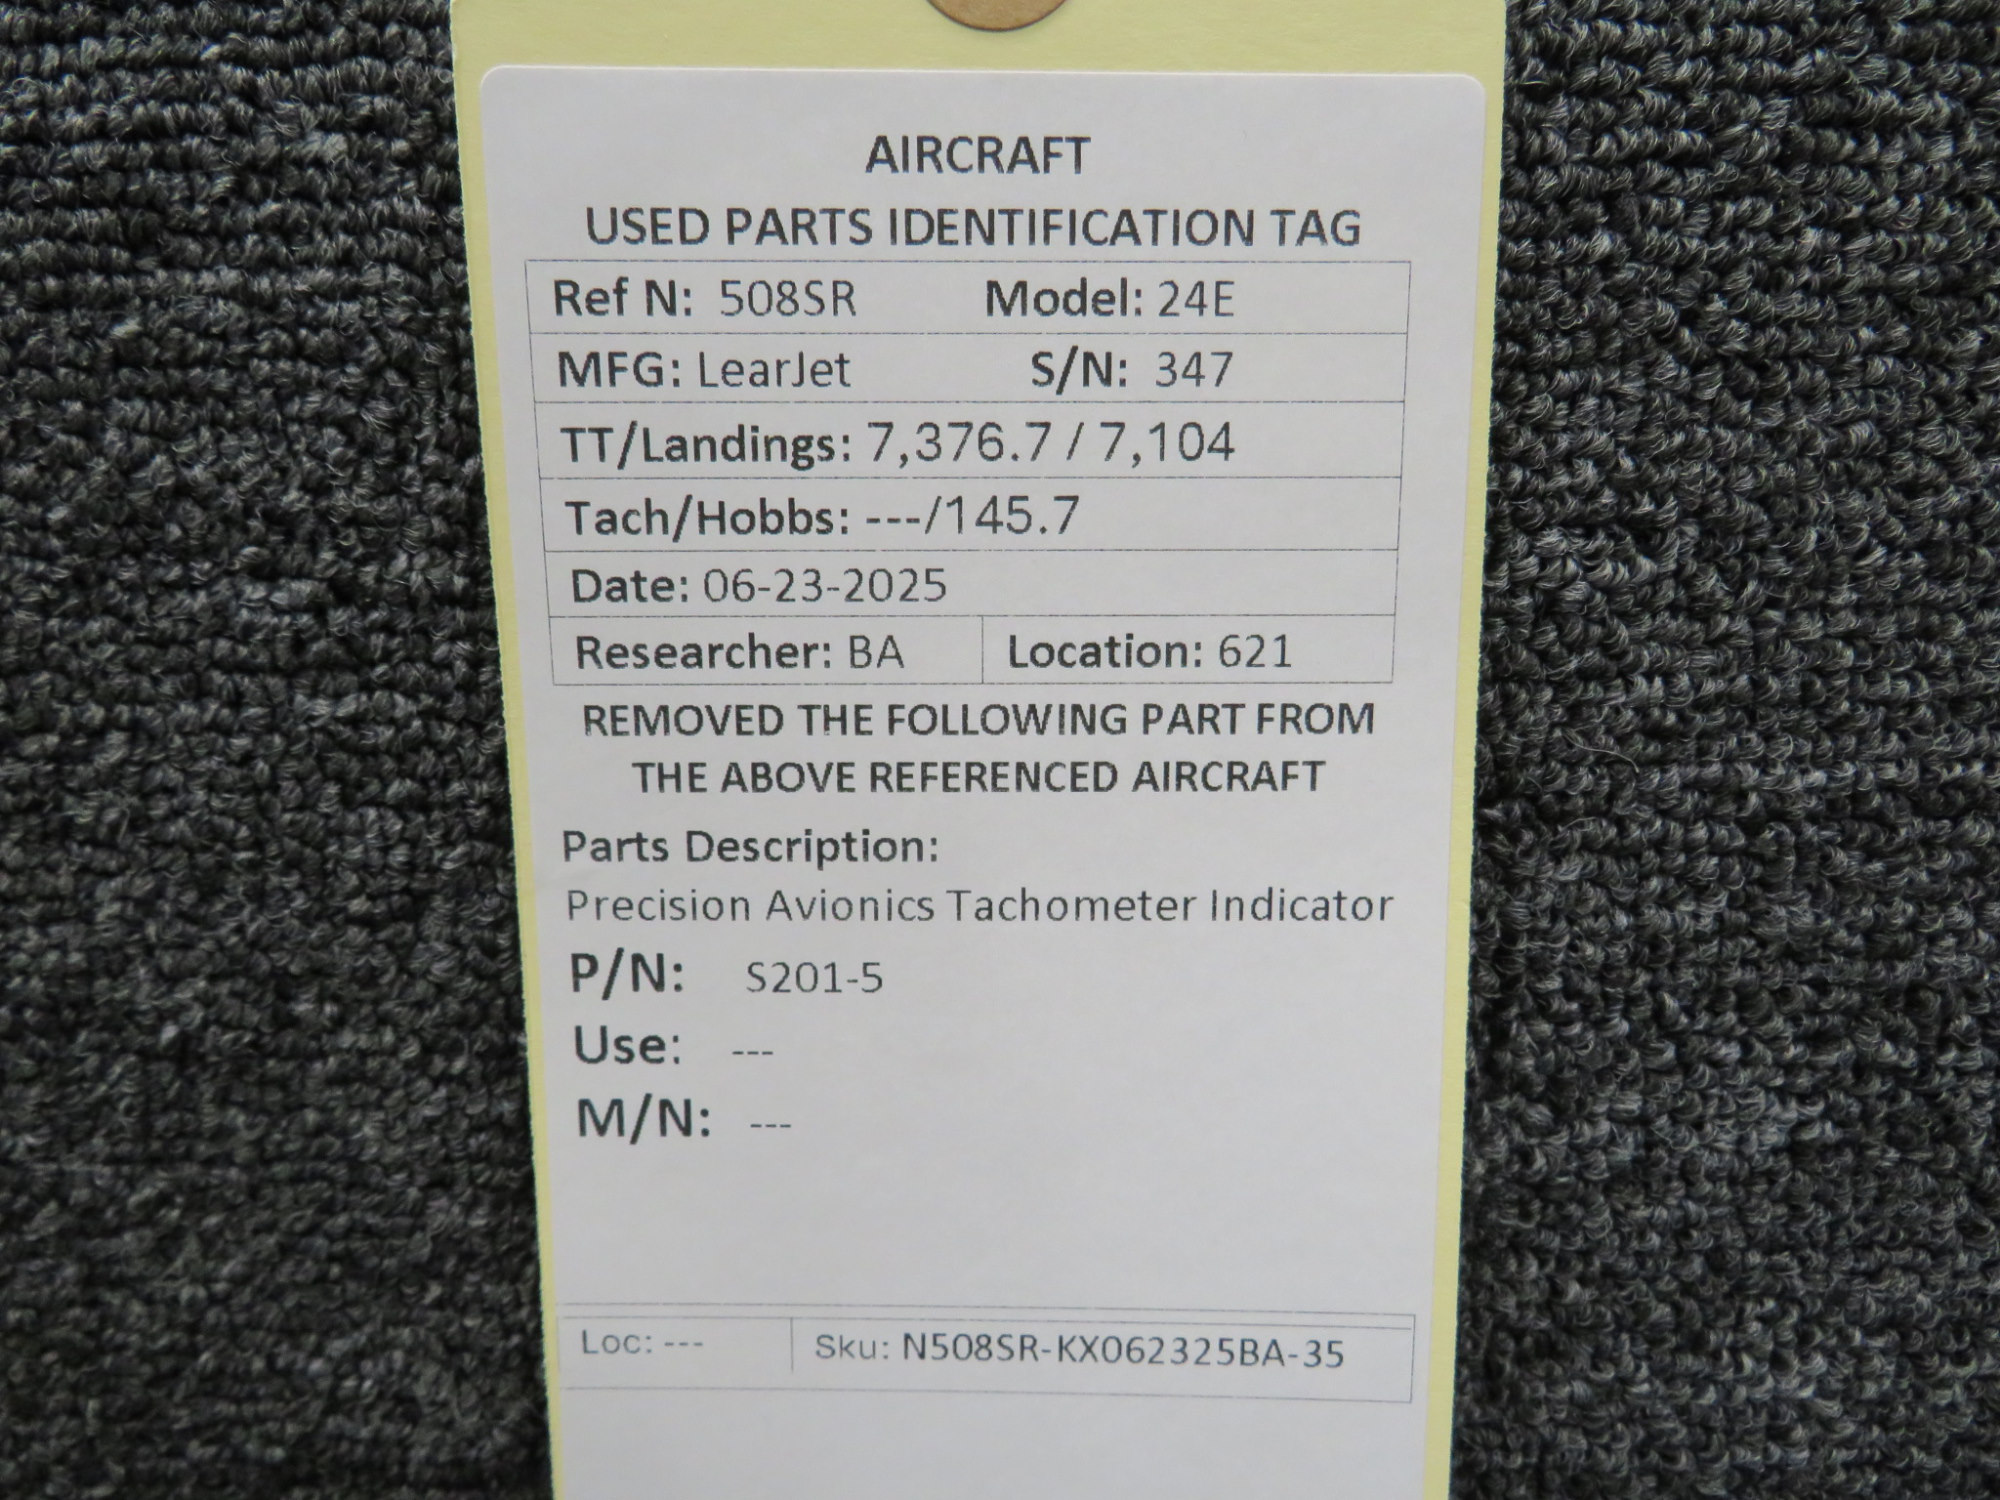 AIRCRAFT
USED PARTS IDENTIFICATION TAG
Ref N: 508SR Model: 24E
MFG: LearJet S/N: 347
TT/Landings: 7,376.7 / 7,104
Tach/Hobbs: ---/145.7
Date: 06-23-2025
Researcher: BA Location: 621
REMOVED THE FOLLOWING PART FROM
THE ABOVE REFERENCED AIRCRAFT
Parts Description:
Precision Avionics Tachometer Indicator
P/N: S201-5
Use: ---
M/N: ---
Loc: --- Sku: N508SR-KX062325BA-35